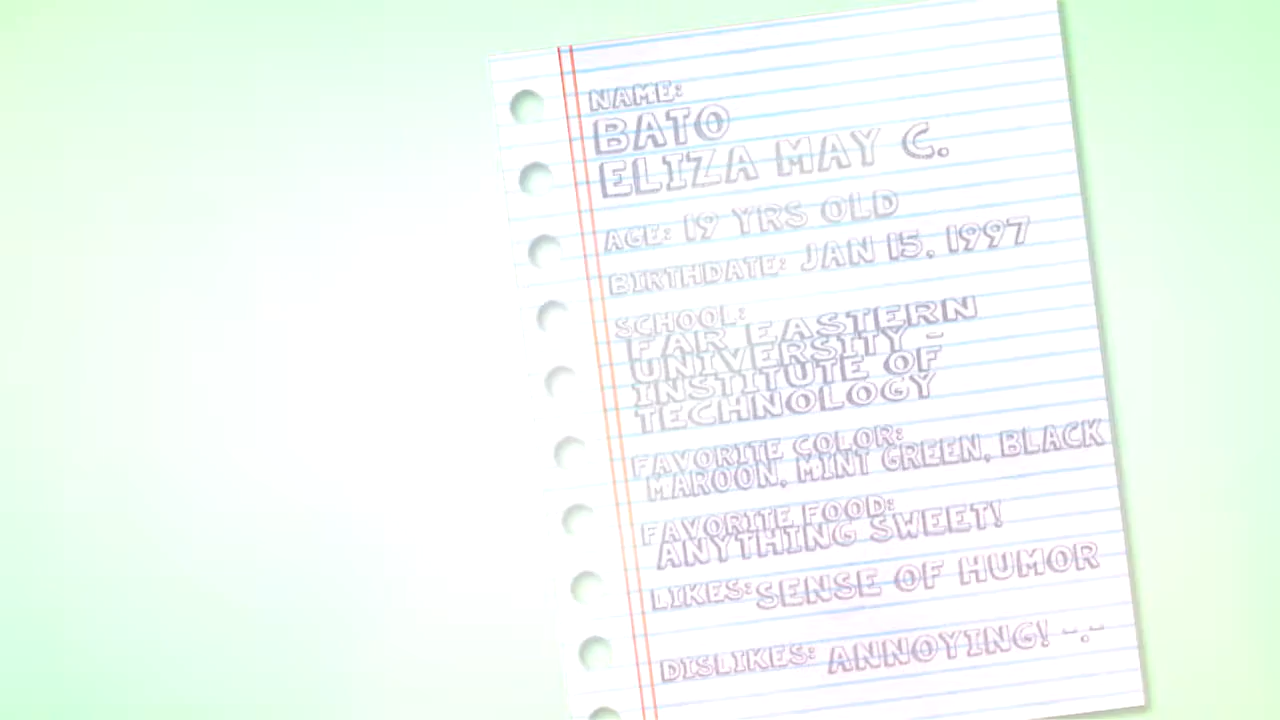 NAME:
BATO
ELIZA MAY C.
AGE: 19 YRS OLD
BIRTHDATE: JAN 15, 1997
SCHOOL:
FAR EASTERN
UNIVERSITY -
INSTITUTE OF
TECHNOLOGY
FAVORITE COLOR:
MAROON, MINT GREEN, BLACK
FAVORITE FOOD:
ANYTHING SWEET!
LIKES: SENSE OF HUMOR
DISLIKES: ANNOYING! -.-